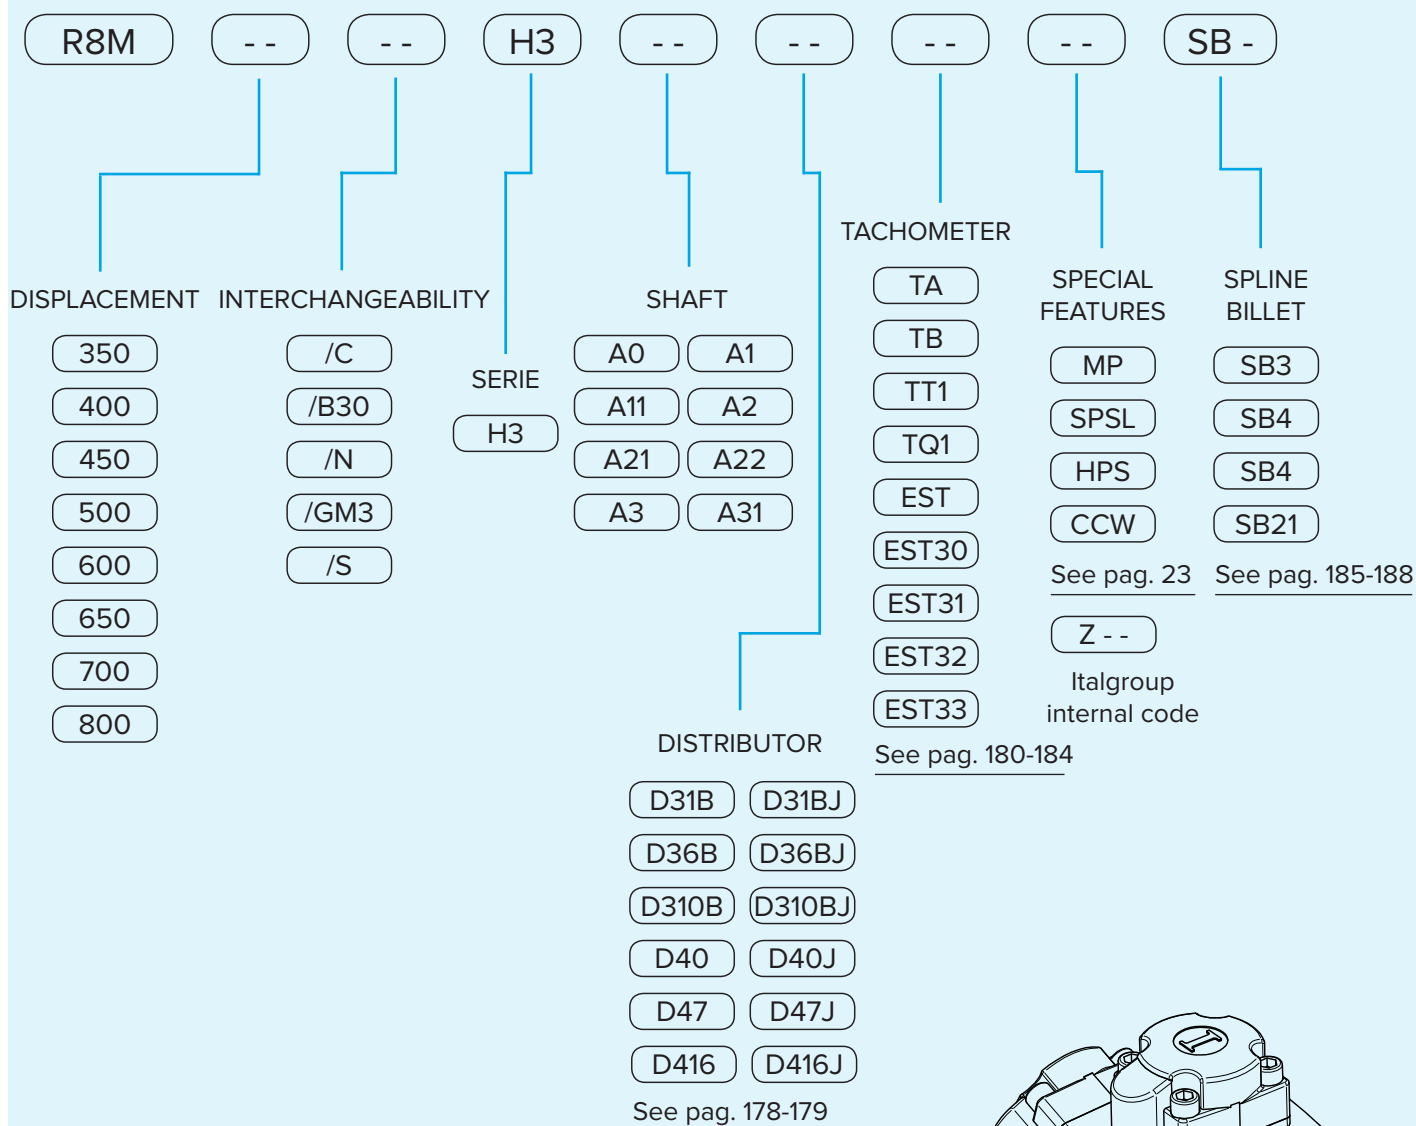 R8M -- -- H3 -- -- -- -- SB -
DISPLACEMENT
350
400
450
500
600
650
700
800
INTERCHANGEABILITY
/C
/B30
/N
/GM3
/S
SERIE
H3
SHAFT
A0 A1
A11 A2
A21 A22
A3 A31
DISTRIBUTOR
D31B D31BJ
D36B D36BJ
D310B D310BJ
D40 D40J
D47 D47J
D416 D416J
See pag. 178-179
TACHOMETER
TA
TB
TT1
TQ1
EST
EST30
EST31
EST32
EST33
See pag. 180-184
SPECIAL
FEATURES
MP
SPSL
HPS
CCW
See pag. 23
Z --
Italgroup
internal code
SPLINE
BILLET
SB3
SB4
SB4
SB21
See pag. 185-188